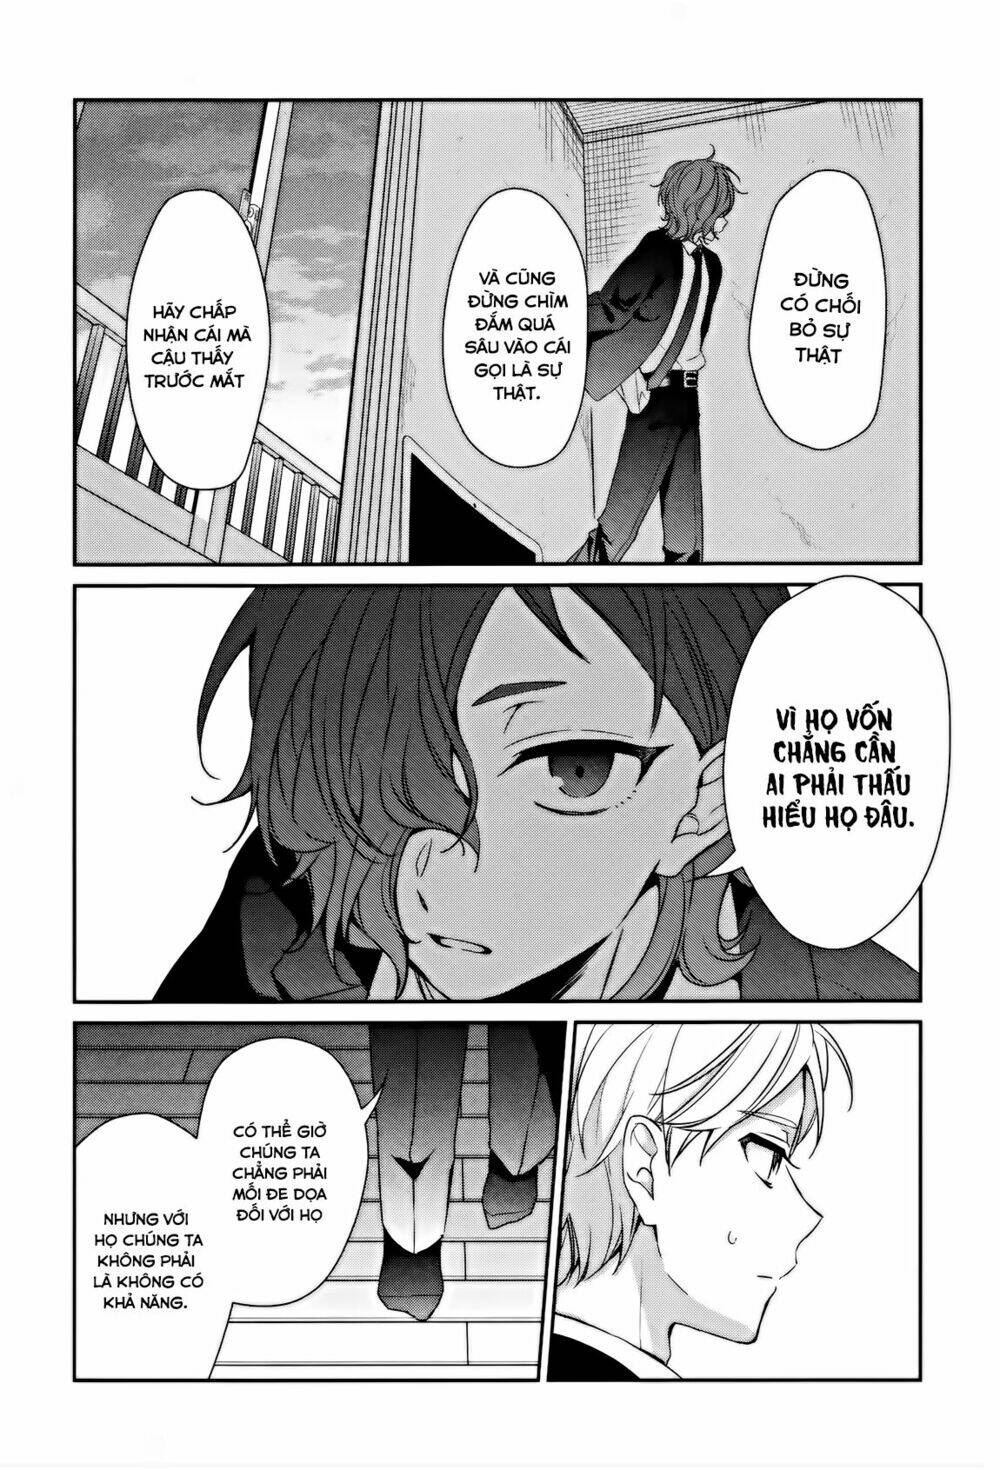 ĐỪNG
CÓ CHỐI
BỎ SỰ
THẬT
VÀ CŨNG
ĐỪNG CHÌM
ĐẮM QUÁ
SÂU VÀO CÁI
GỌI LÀ SỰ
THẬT.
HÃY CHẤP
NHẬN CÁI MÀ
CẬU THẤY
TRƯỚC MẮT
VÌ HỌ VỐN
CHẲNG CẦN
AI PHẢI THẤU
HIỂU HỌ ĐÂU.
CÓ THỂ GIỜ
CHÚNG TA
CHẲNG PHẢI
MỐI ĐE DỌA
ĐỐI VỚI HỌ
NHƯNG VỚI
HỌ CHÚNG TA
KHÔNG PHẢI
LÀ KHÔNG CÓ
KHẢ NĂNG.